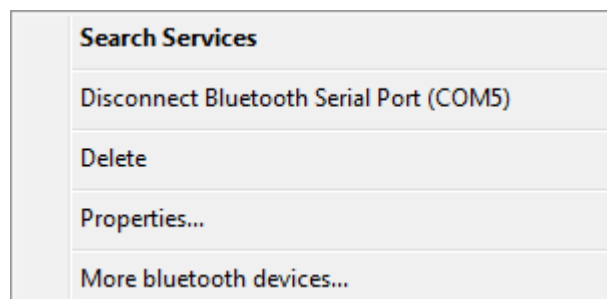 Search Services
Disconnect Bluetooth Serial Port (COM5)
Delete
Properties...
More bluetooth devices...